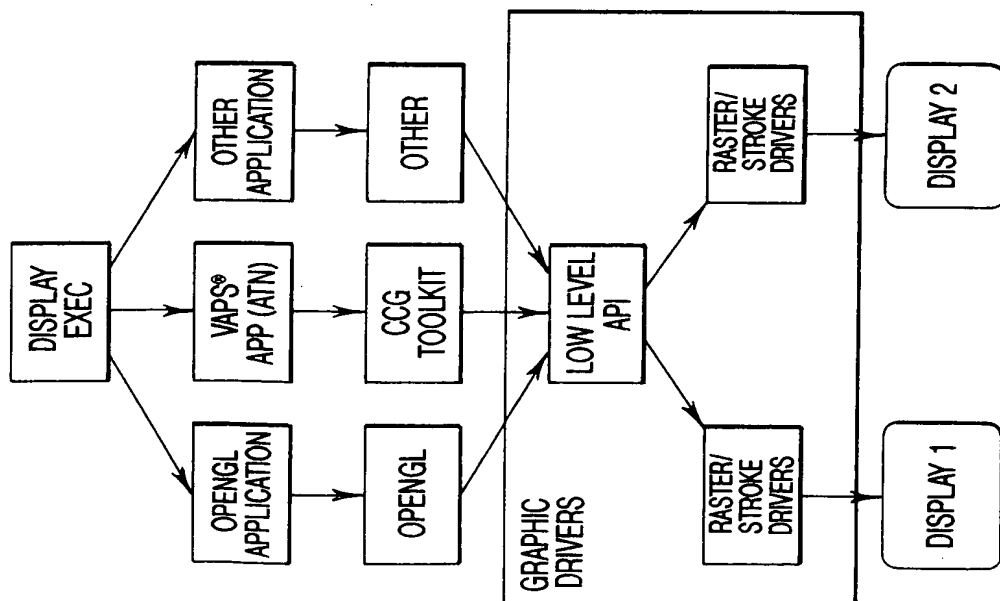 DISPLAY
EXEC
OPENGL
APPLICATION
VAPS®
APP (ATN)
OTHER
APPLICATION
OPENGL
CCG
TOOLKIT
OTHER
GRAPHIC
DRIVERS
LOW LEVEL
API
RASTER/
STROKE
DRIVERS
RASTER/
STROKE
DRIVERS
DISPLAY 1
DISPLAY 2